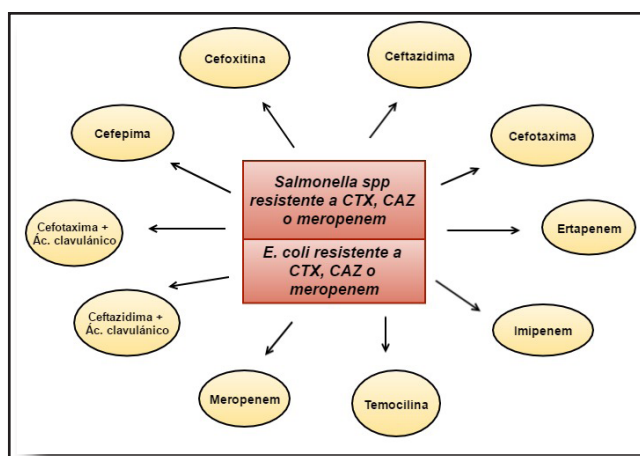 Cefoxitina
Ceftazidima
Cefepima
Cefotaxima
Salmonella spp
resistente a CTX, CAZ
o meropenem
Cefotaxima +
Ác. clavulánico
Ertapenem
E. coli resistente a
CTX, CAZ o
meropenem
Ceftazidima +
Ác. clavulánico
Imipenem
Meropenem
Temocilina